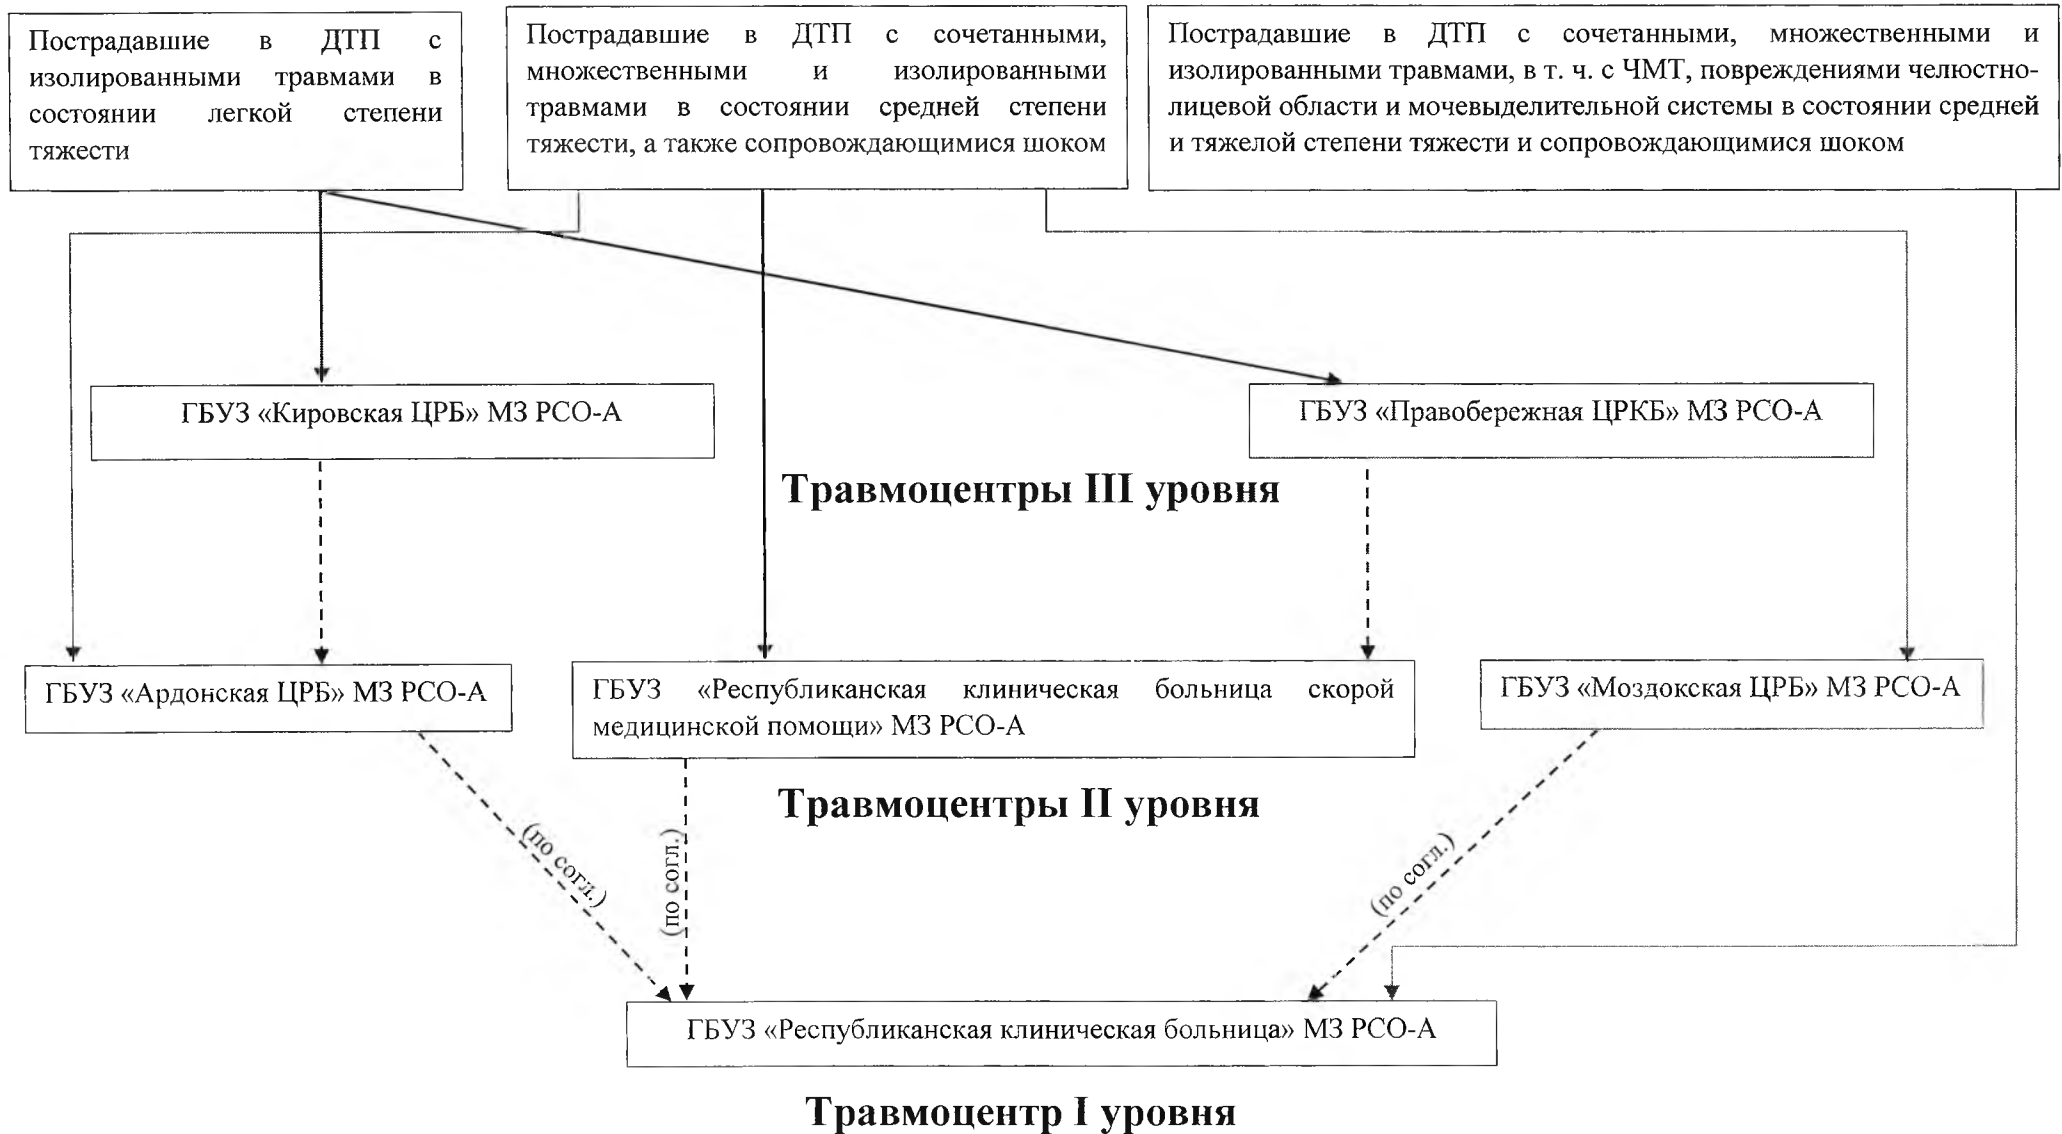 Пострадавшие в ДТП с
изолированными травмами в
состоянии легкой степени
тяжести
Пострадавшие в ДТП с сочетанными,
множественными и изолированными
травмами в состоянии средней степени
тяжести, а также сопровождающимися шоком
Пострадавшие в ДТП с сочетанными, множественными и
изолированными травмами, в т. ч. с ЧМТ, повреждениями челюстно-
лицевой области и мочевыделительной системы в состоянии средней
и тяжелой степени тяжести и сопровождающимися шоком
ГБУЗ «Кировская ЦРБ» МЗ РСО-А
ГБУЗ «Правобережная ЦРКБ» МЗ РСО-А
Травмоцентры III уровня
ГБУЗ «Ардонская ЦРБ» МЗ РСО-А
ГБУЗ «Республиканская клиническая больница скорой
медицинской помощи» МЗ РСО-А
ГБУЗ «Моздокская ЦРБ» МЗ РСО-А
Травмоцентры II уровня
(по согл.)
(по согл.)
(по согл.)
ГБУЗ «Республиканская клиническая больница» МЗ РСО-А
Травмоцентр I уровня